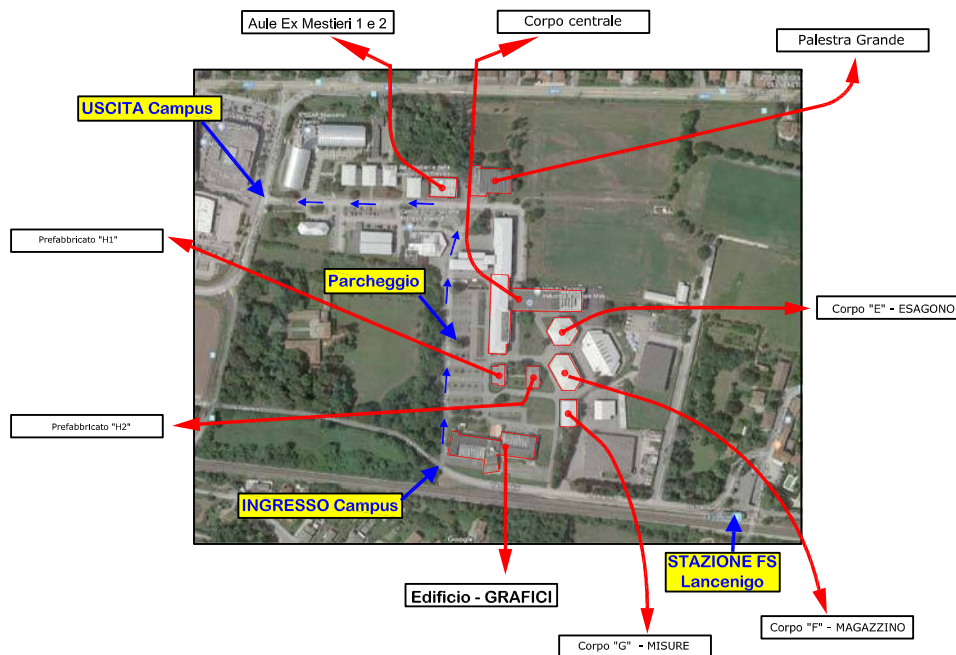 Aule Ex Mestieri 1 e 2
Corpo centrale
Palestra Grande
USCITA Campus
Prefabbricato "H1"
Parcheggio
Corpo "E" - ESAGONO
Prefabbricato "H2"
INGRESSO Campus
STAZIONE FS
Lancenigo
Edificio - GRAFICI
Corpo "F" - MAGAZZINO
Corpo "G" - MISURE
Google